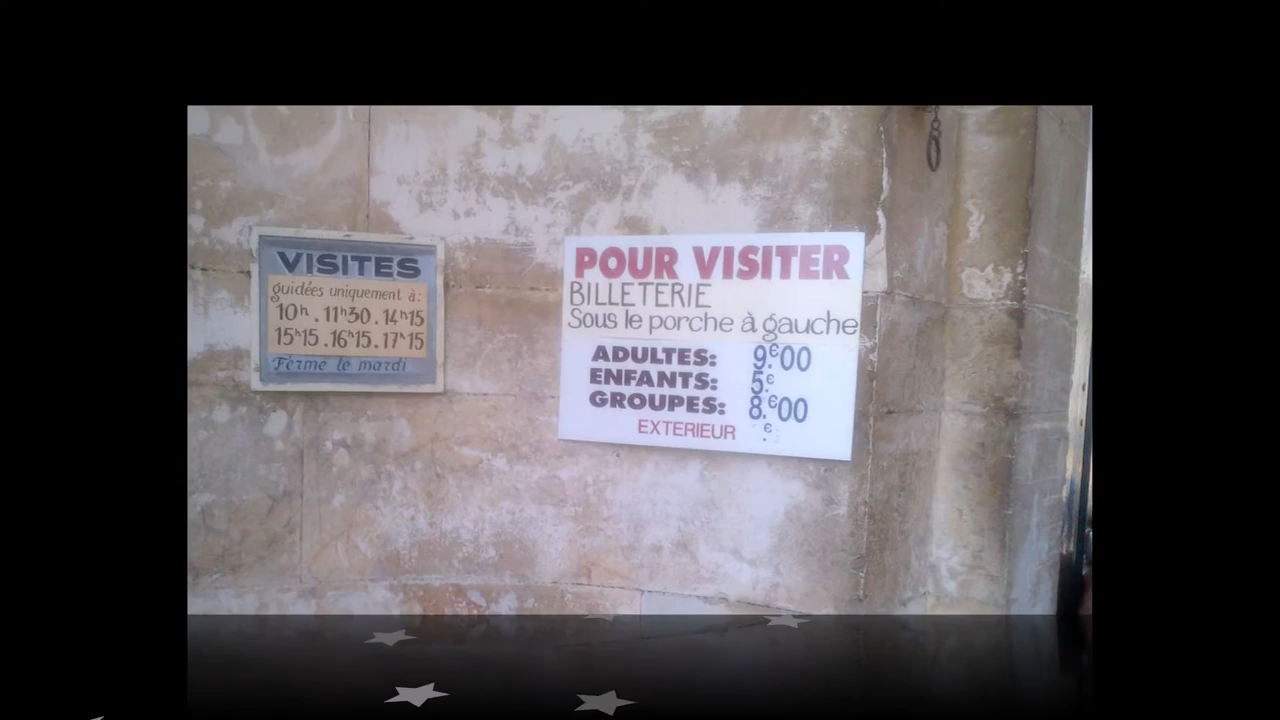 VISITES
guidées uniquement à:
10h . 11h30 . 14h15
15h15 . 16h15 . 17h15
Fermé le mardi
POUR VISITER
BILLETERIE
Sous le porche à gauche
ADULTES: 9.€00
ENFANTS: 5.€
GROUPES: 8.€00
EXTERIEUR .€